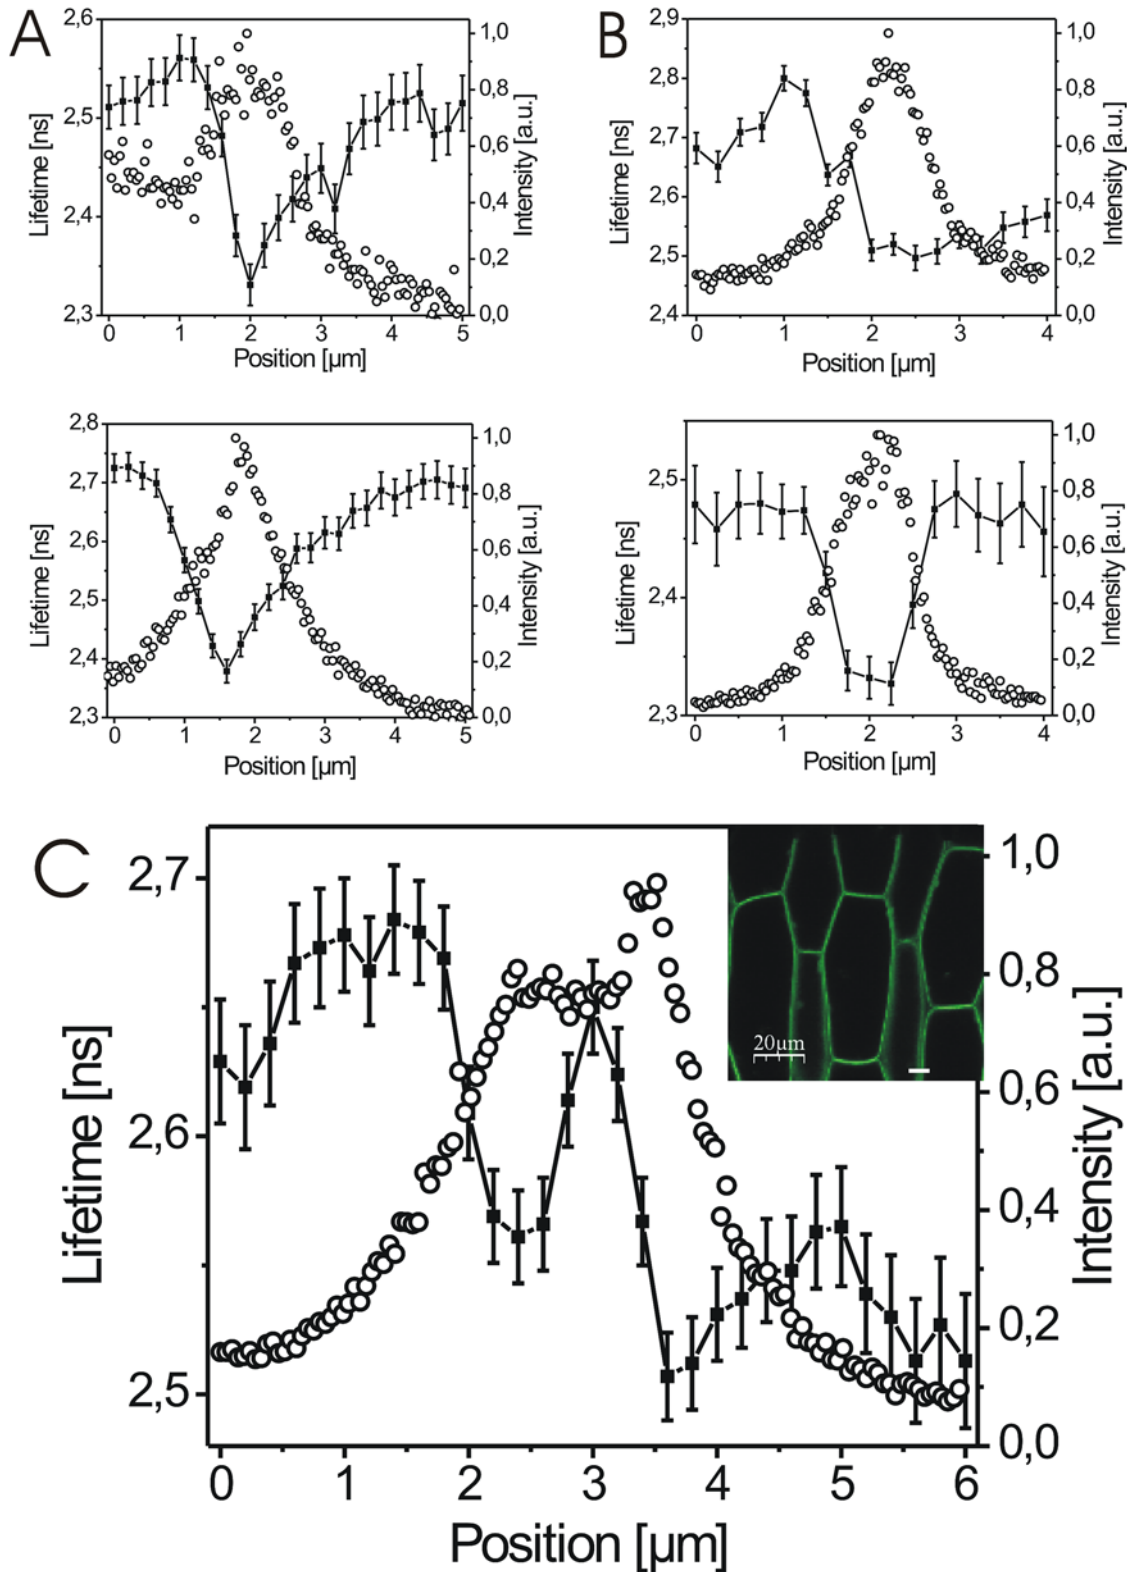 A
2,6
2,5
2,4
2,3
Lifetime [ns]
1,0
0,8
0,6
0,4
0,2
0,0
Intensity [a.u.]
0 1 2 3 4 5
Position [µm]
B
2,9
2,8
2,7
2,6
2,5
2,4
Lifetime [ns]
1,0
0,8
0,6
0,4
0,2
0,0
Intensity [a.u.]
0 1 2 3 4
Position [µm]
2,8
2,7
2,6
2,5
2,4
2,3
Lifetime [ns]
1,0
0,8
0,6
0,4
0,2
0,0
Intensity [a.u.]
0 1 2 3 4 5
Position [µm]
2,5
2,4
2,3
Lifetime [ns]
1,0
0,8
0,6
0,4
0,2
0,0
Intensity [a.u.]
0 1 2 3 4
Position [µm]
C
2,7
2,6
2,5
Lifetime [ns]
20µm
1,0
0,8
0,6
0,4
0,2
0,0
Intensity [a.u.]
0 1 2 3 4 5 6
Position [µm]